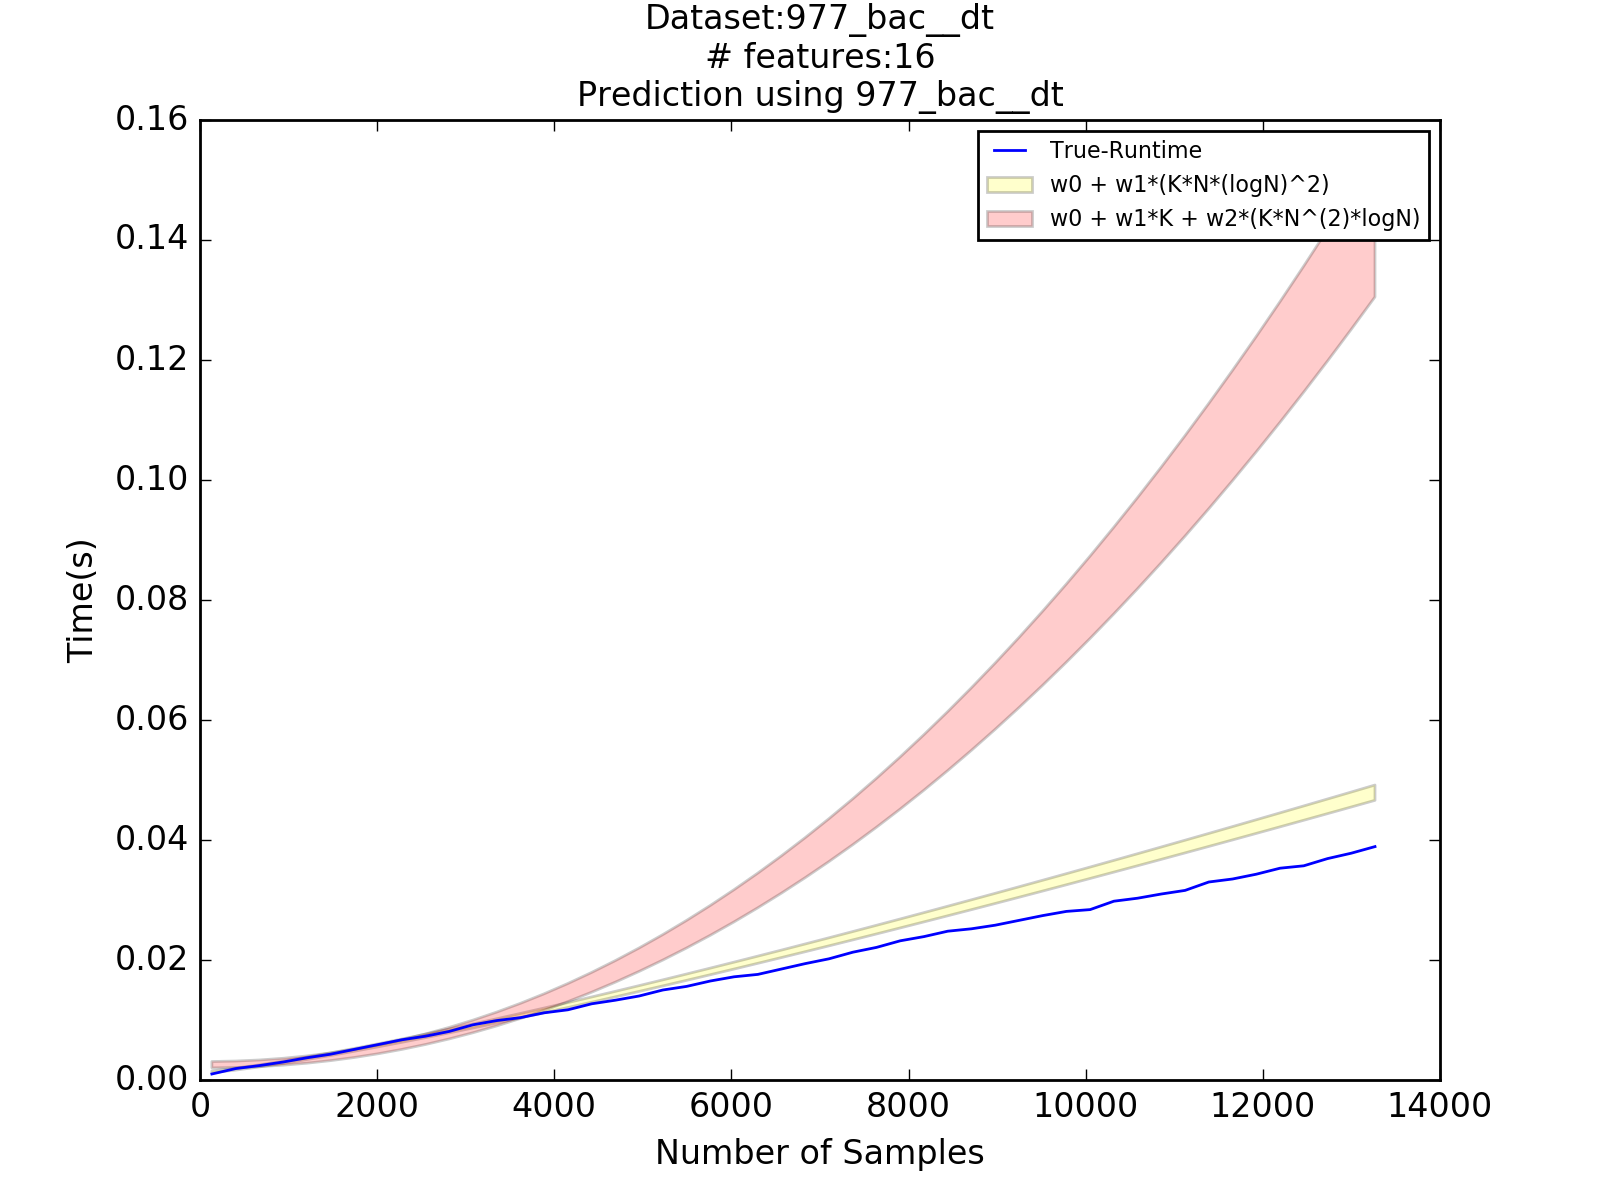 Dataset:977_bac__dt
# features:16
Prediction using 977_bac__dt
0.16
0.14
0.12
0.10
0.08
0.06
0.04
0.02
0.00
Time(s)
True-Runtime
w0 + w1*(K*N*(logN)^2)
w0 + w1*K + w2*(K*N^(2)*logN)
0 2000 4000 6000 8000 10000 12000 14000
Number of Samples